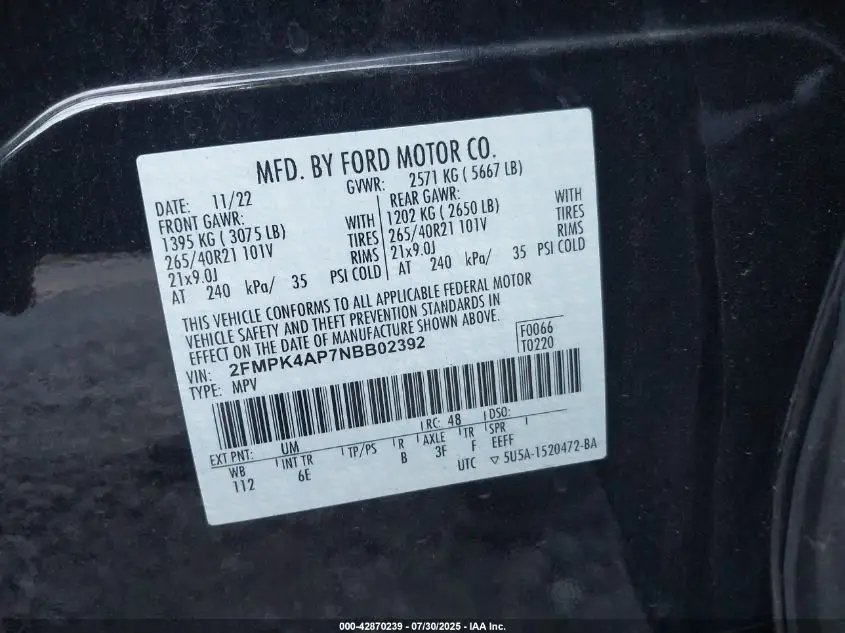 MFD. BY FORD MOTOR CO.
DATE: 11/22 GVWR: 2571 KG ( 5667 LB)
FRONT GAWR: WITH REAR GAWR: WITH
1395 KG ( 3075 LB) TIRES 1202 KG ( 2650 LB) TIRES
265/40R21 101V RIMS 265/40R21 101V RIMS
21x9.0J 21x9.0J
AT 240 kPa/ 35 PSI COLD AT 240 kPa/ 35 PSI COLD
THIS VEHICLE CONFORMS TO ALL APPLICABLE FEDERAL MOTOR
VEHICLE SAFETY AND THEFT PREVENTION STANDARDS IN
EFFECT ON THE DATE OF MANUFACTURE SHOWN ABOVE.
VIN: 2FMPK4AP7NBB02392 F0066
TYPE: MPV T0220
EXT PNT: UM RC: 48 DSO:
WB INT TR TP/PS R AXLE TR SPR
112 6E B 3F F EEFF
UTC ▽ 5U5A-1520472-BA
000-42870239 - 07/30/2025 - IAA Inc.